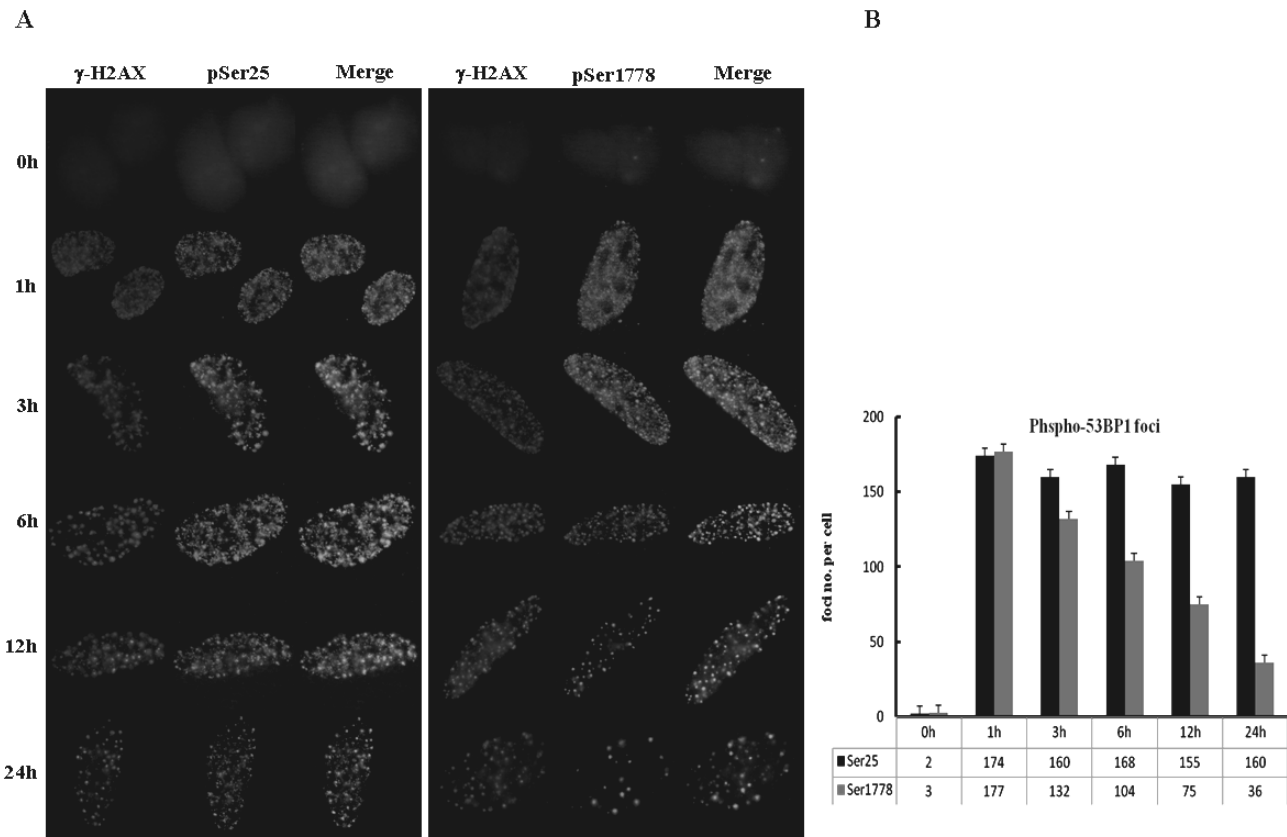 A
B
γ-H2AX pSer25 Merge
γ-H2AX pSer1778 Merge
0h
1h
3h
6h
12h
24h
Phspho-53BP1 foci
foci no. per cell
200
150
100
50
0
0h 1h 3h 6h 12h 24h
Ser25 2 174 160 168 155 160
Ser1778 3 177 132 104 75 36